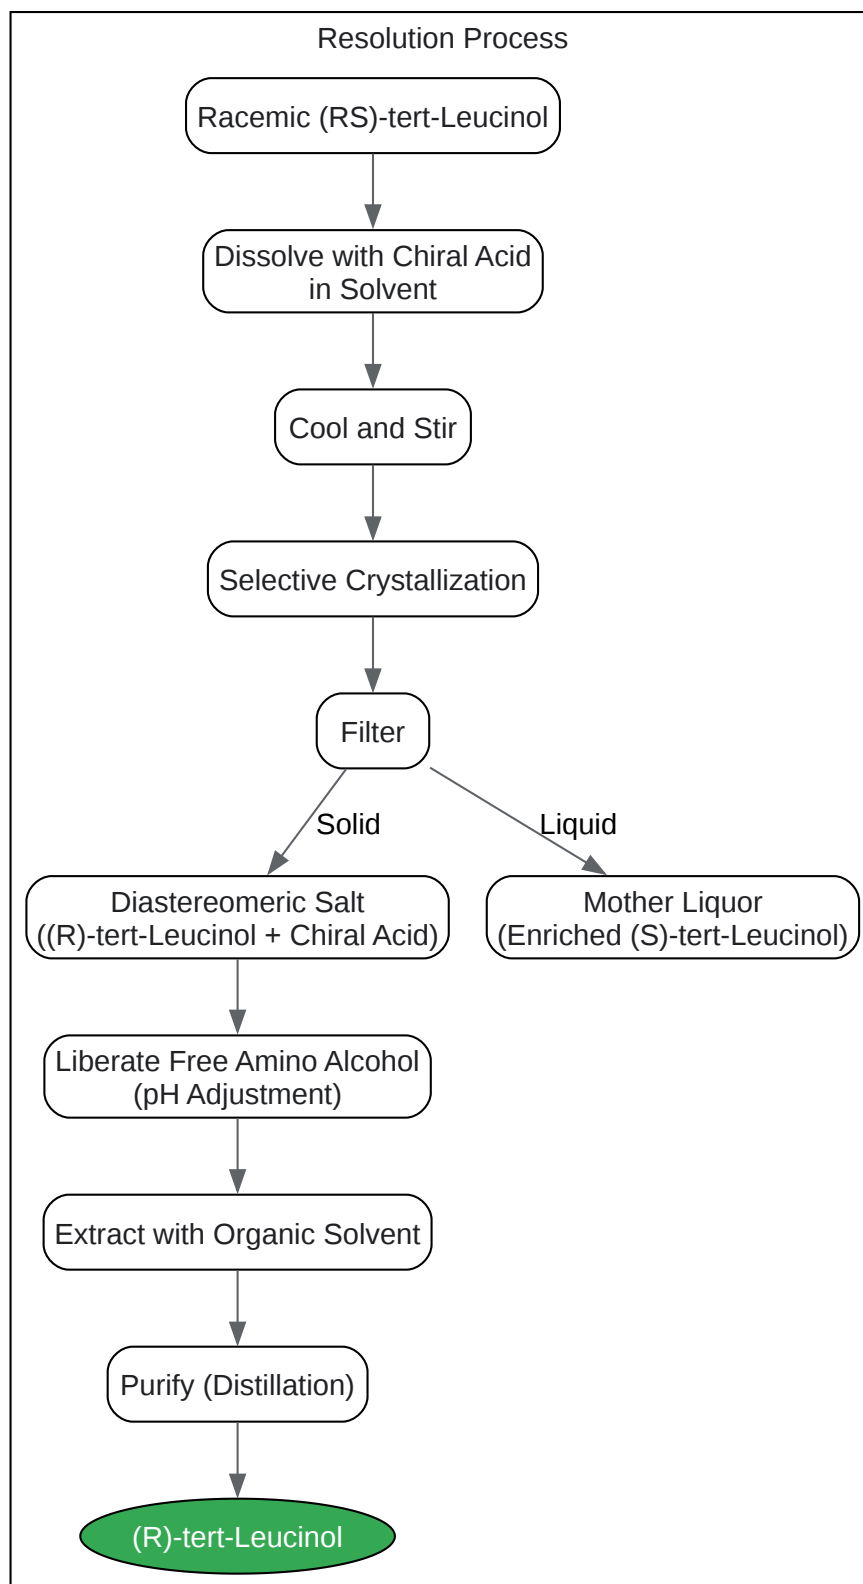 Resolution Process
Racemic (RS)-tert-Leucinol
Dissolve with Chiral Acid
in Solvent
Cool and Stir
Selective Crystallization
Filter
Solid
Liquid
Diastereomeric Salt
((R)-tert-Leucinol + Chiral Acid)
Mother Liquor
(Enriched (S)-tert-Leucinol)
Liberate Free Amino Alcohol
(pH Adjustment)
Extract with Organic Solvent
Purify (Distillation)
(R)-tert-Leucinol